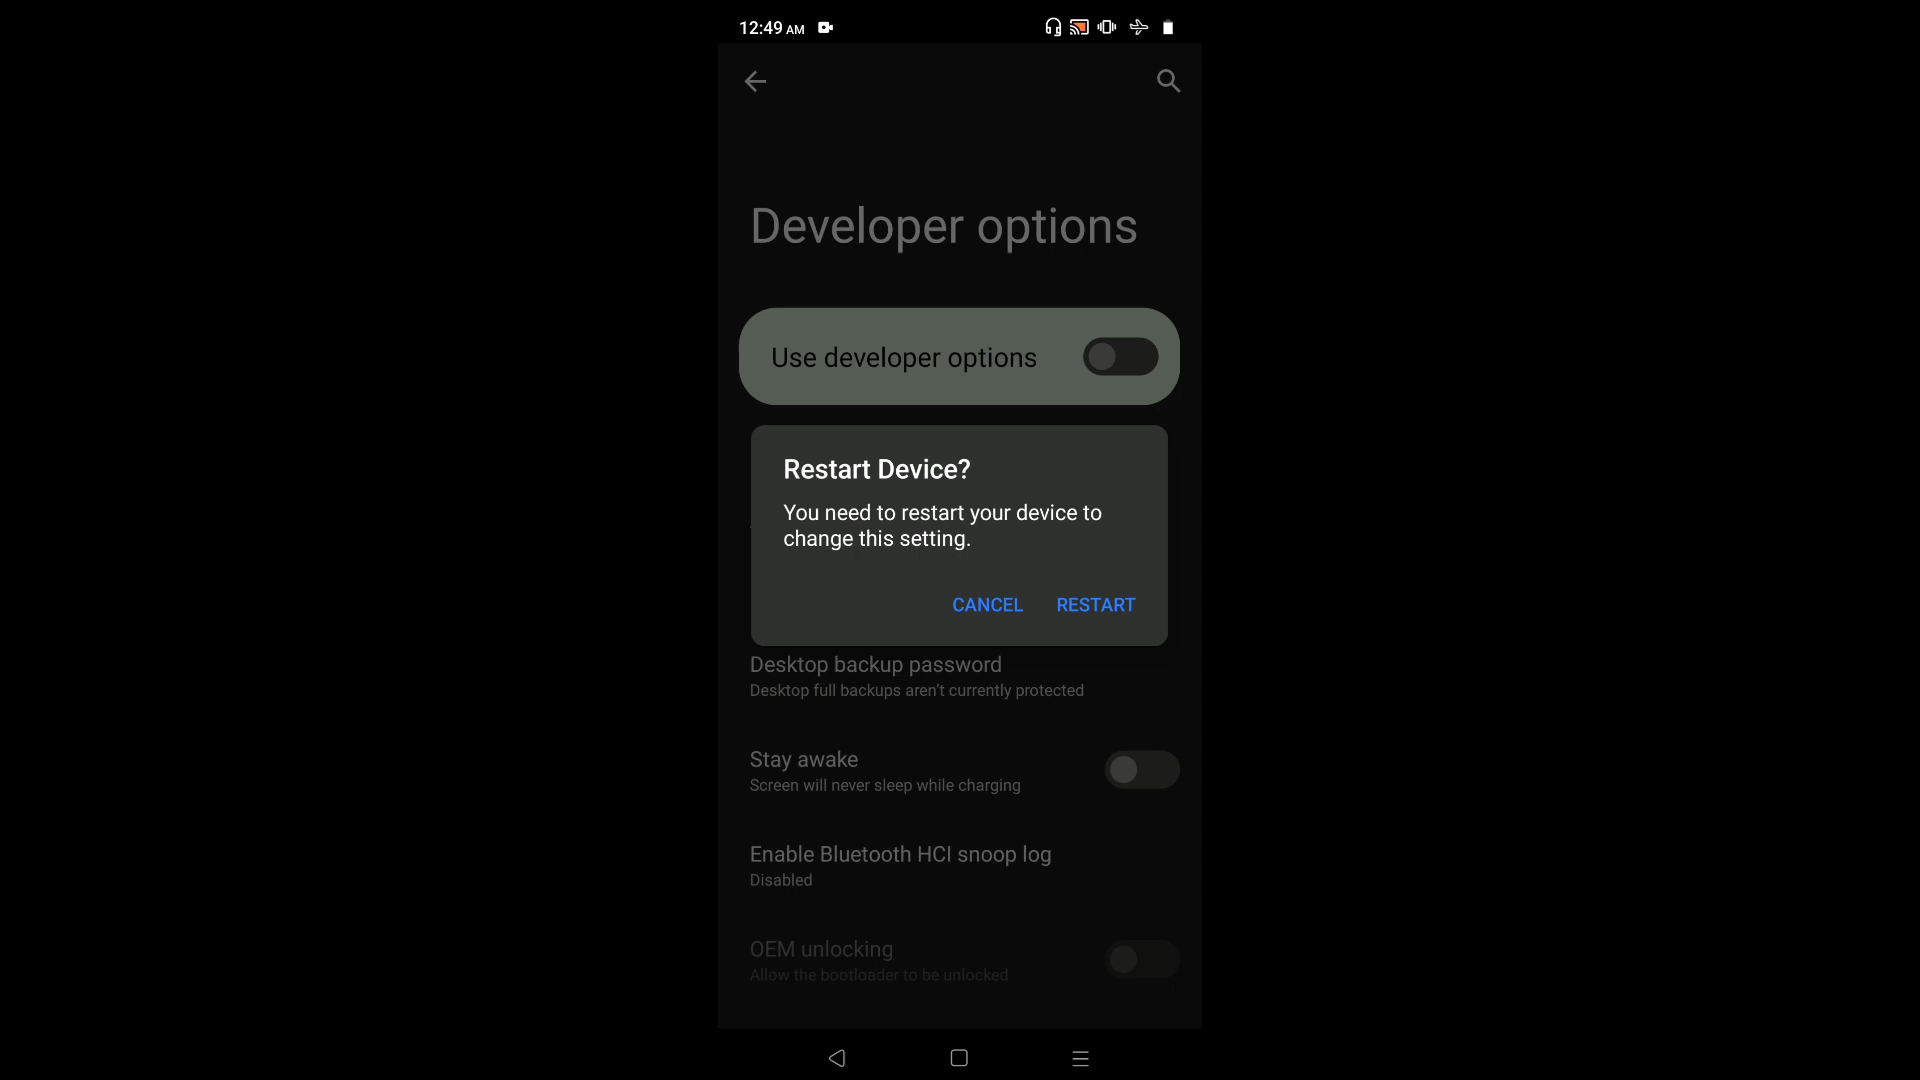 12:49 AM
Developer options
Use developer options
Restart Device?
You need to restart your device to
change this setting.
CANCEL RESTART
Desktop backup password
Desktop full backups aren't currently protected
Stay awake
Screen will never sleep while charging
Enable Bluetooth HCI snoop log
Disabled
OEM unlocking
Allow the bootloader to be unlocked